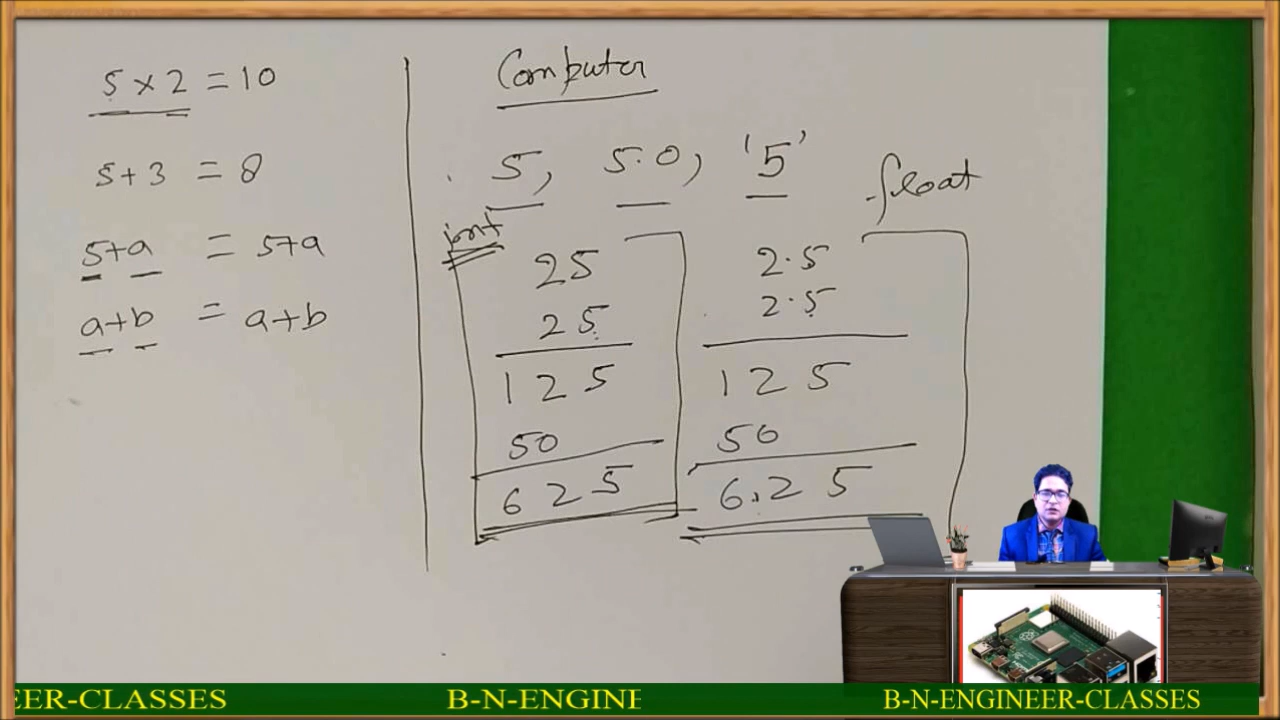 5 × 2 = 10
5 + 3 = 8
5 + a = 5 + a
a + b = a + b
Computer
5, 5.0, '5'
int
25
25
125
50
625
float
2.5
2.5
125
50
6.25
EER-CLASSES B-N-ENGINE B-N-ENGINEER-CLASSES